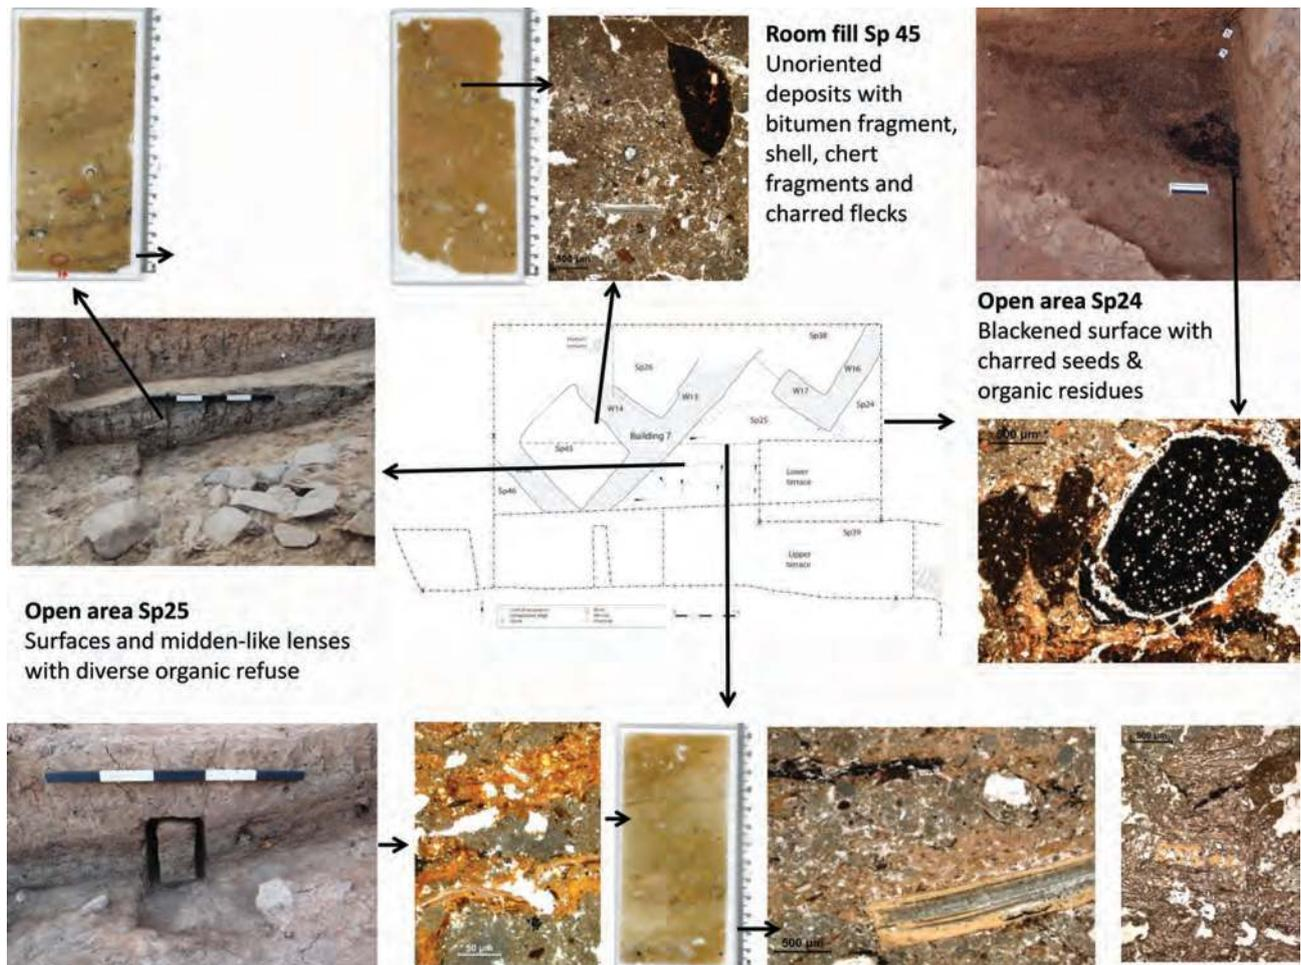 Room fill Sp 45
Unoriented
deposits with
bitumen fragment,
shell, chert
fragments and
charred flecks
500 µm
Open area Sp24
Blackened surface with
charred seeds &
organic residues
500 µm
Sp38
Sp26
W16
W17
W14
W13
Sp24
Sp25
Building 7
Sp45
Lower
terrace
Sp46
Sp39
Upper
terrace
Open area Sp25
Surfaces and midden-like lenses
with diverse organic refuse
50 µm
500 µm
500 µm